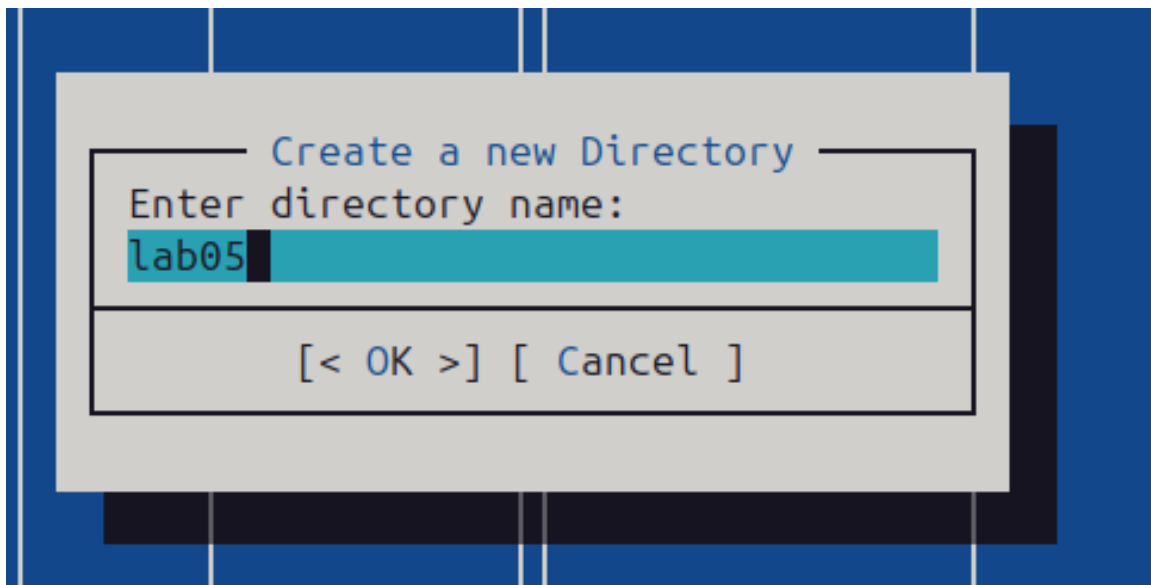 Create a new Directory
Enter directory name:
lab05
[< OK >] [ Cancel ]